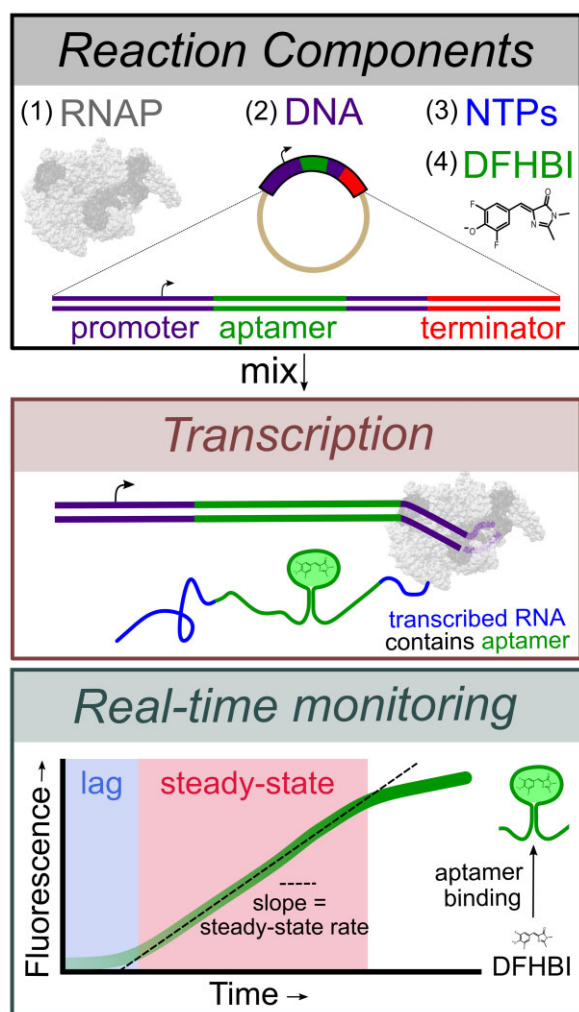 Reaction Components
(1) RNAP
(2) DNA
(3) NTPs
(4) DFHBI
F
O
O
N
N
F
promoter
aptamer
terminator
mix
Transcription
transcribed RNA
contains aptamer
Real-time monitoring
Fluorescence →
lag
steady-state
slope =
steady-state rate
Time →
aptamer
binding
DFHBI